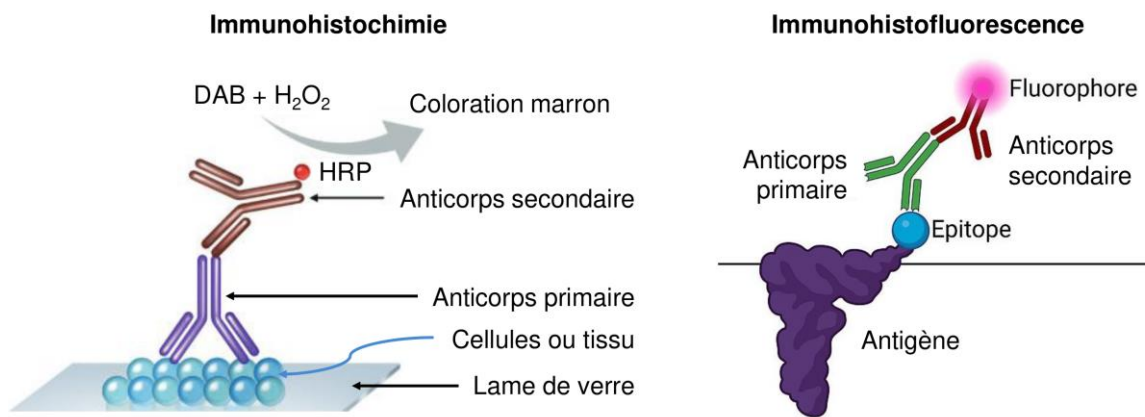 Immunohistochimie
DAB + H₂O₂
Coloration marron
HRP
Anticorps secondaire
Anticorps primaire
Cellules ou tissu
Lame de verre
Immunohistofluorescence
Fluorophore
Anticorps
primaire
Anticorps
secondaire
Epitope
Antigène